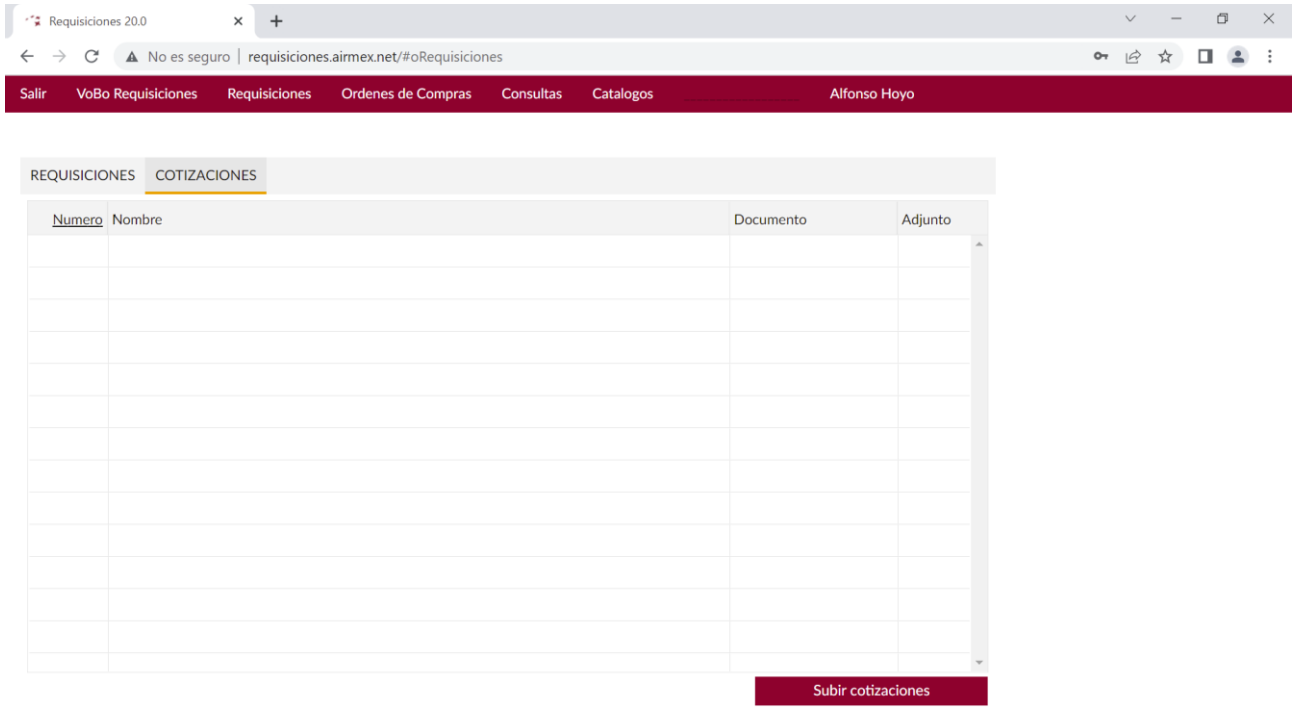 Requisiciones 20.0
No es seguro | requisiciones.airmex.net/#oRequisiciones
Salir VoBo Requisiciones Requisiciones Ordenes de Compras Consultas Catalogos Alfonso Hoyo
REQUISICIONES COTIZACIONES
Numero Nombre Documento Adjunto
Subir cotizaciones